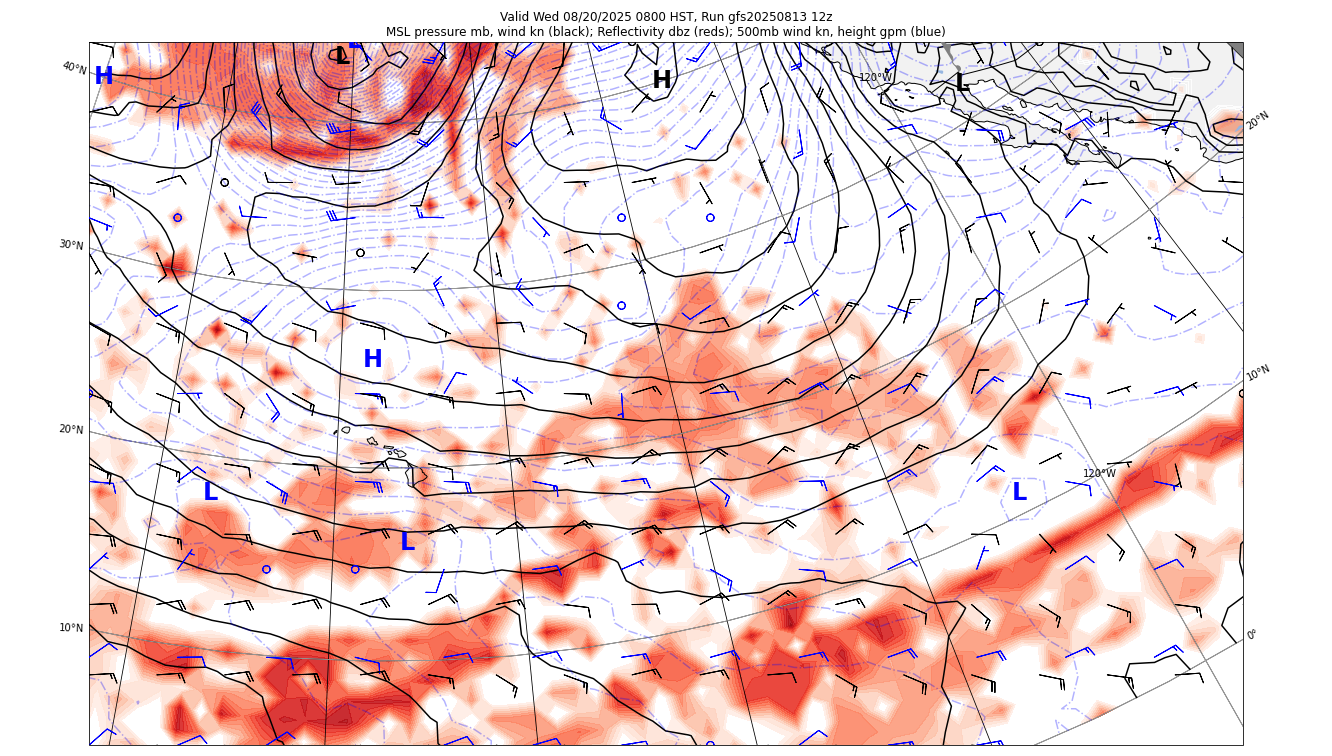 Valid Wed 08/20/2025 0800 HST, Run gfs20250813 12z
MSL pressure mb, wind kn (black); Reflectivity dbz (reds); 500mb wind kn, height gpm (blue)
40°N
H
L
L
H
120°W
L
20°N
30°N
H
10°N
20°N
120°W
L
L
L
10°N
0°